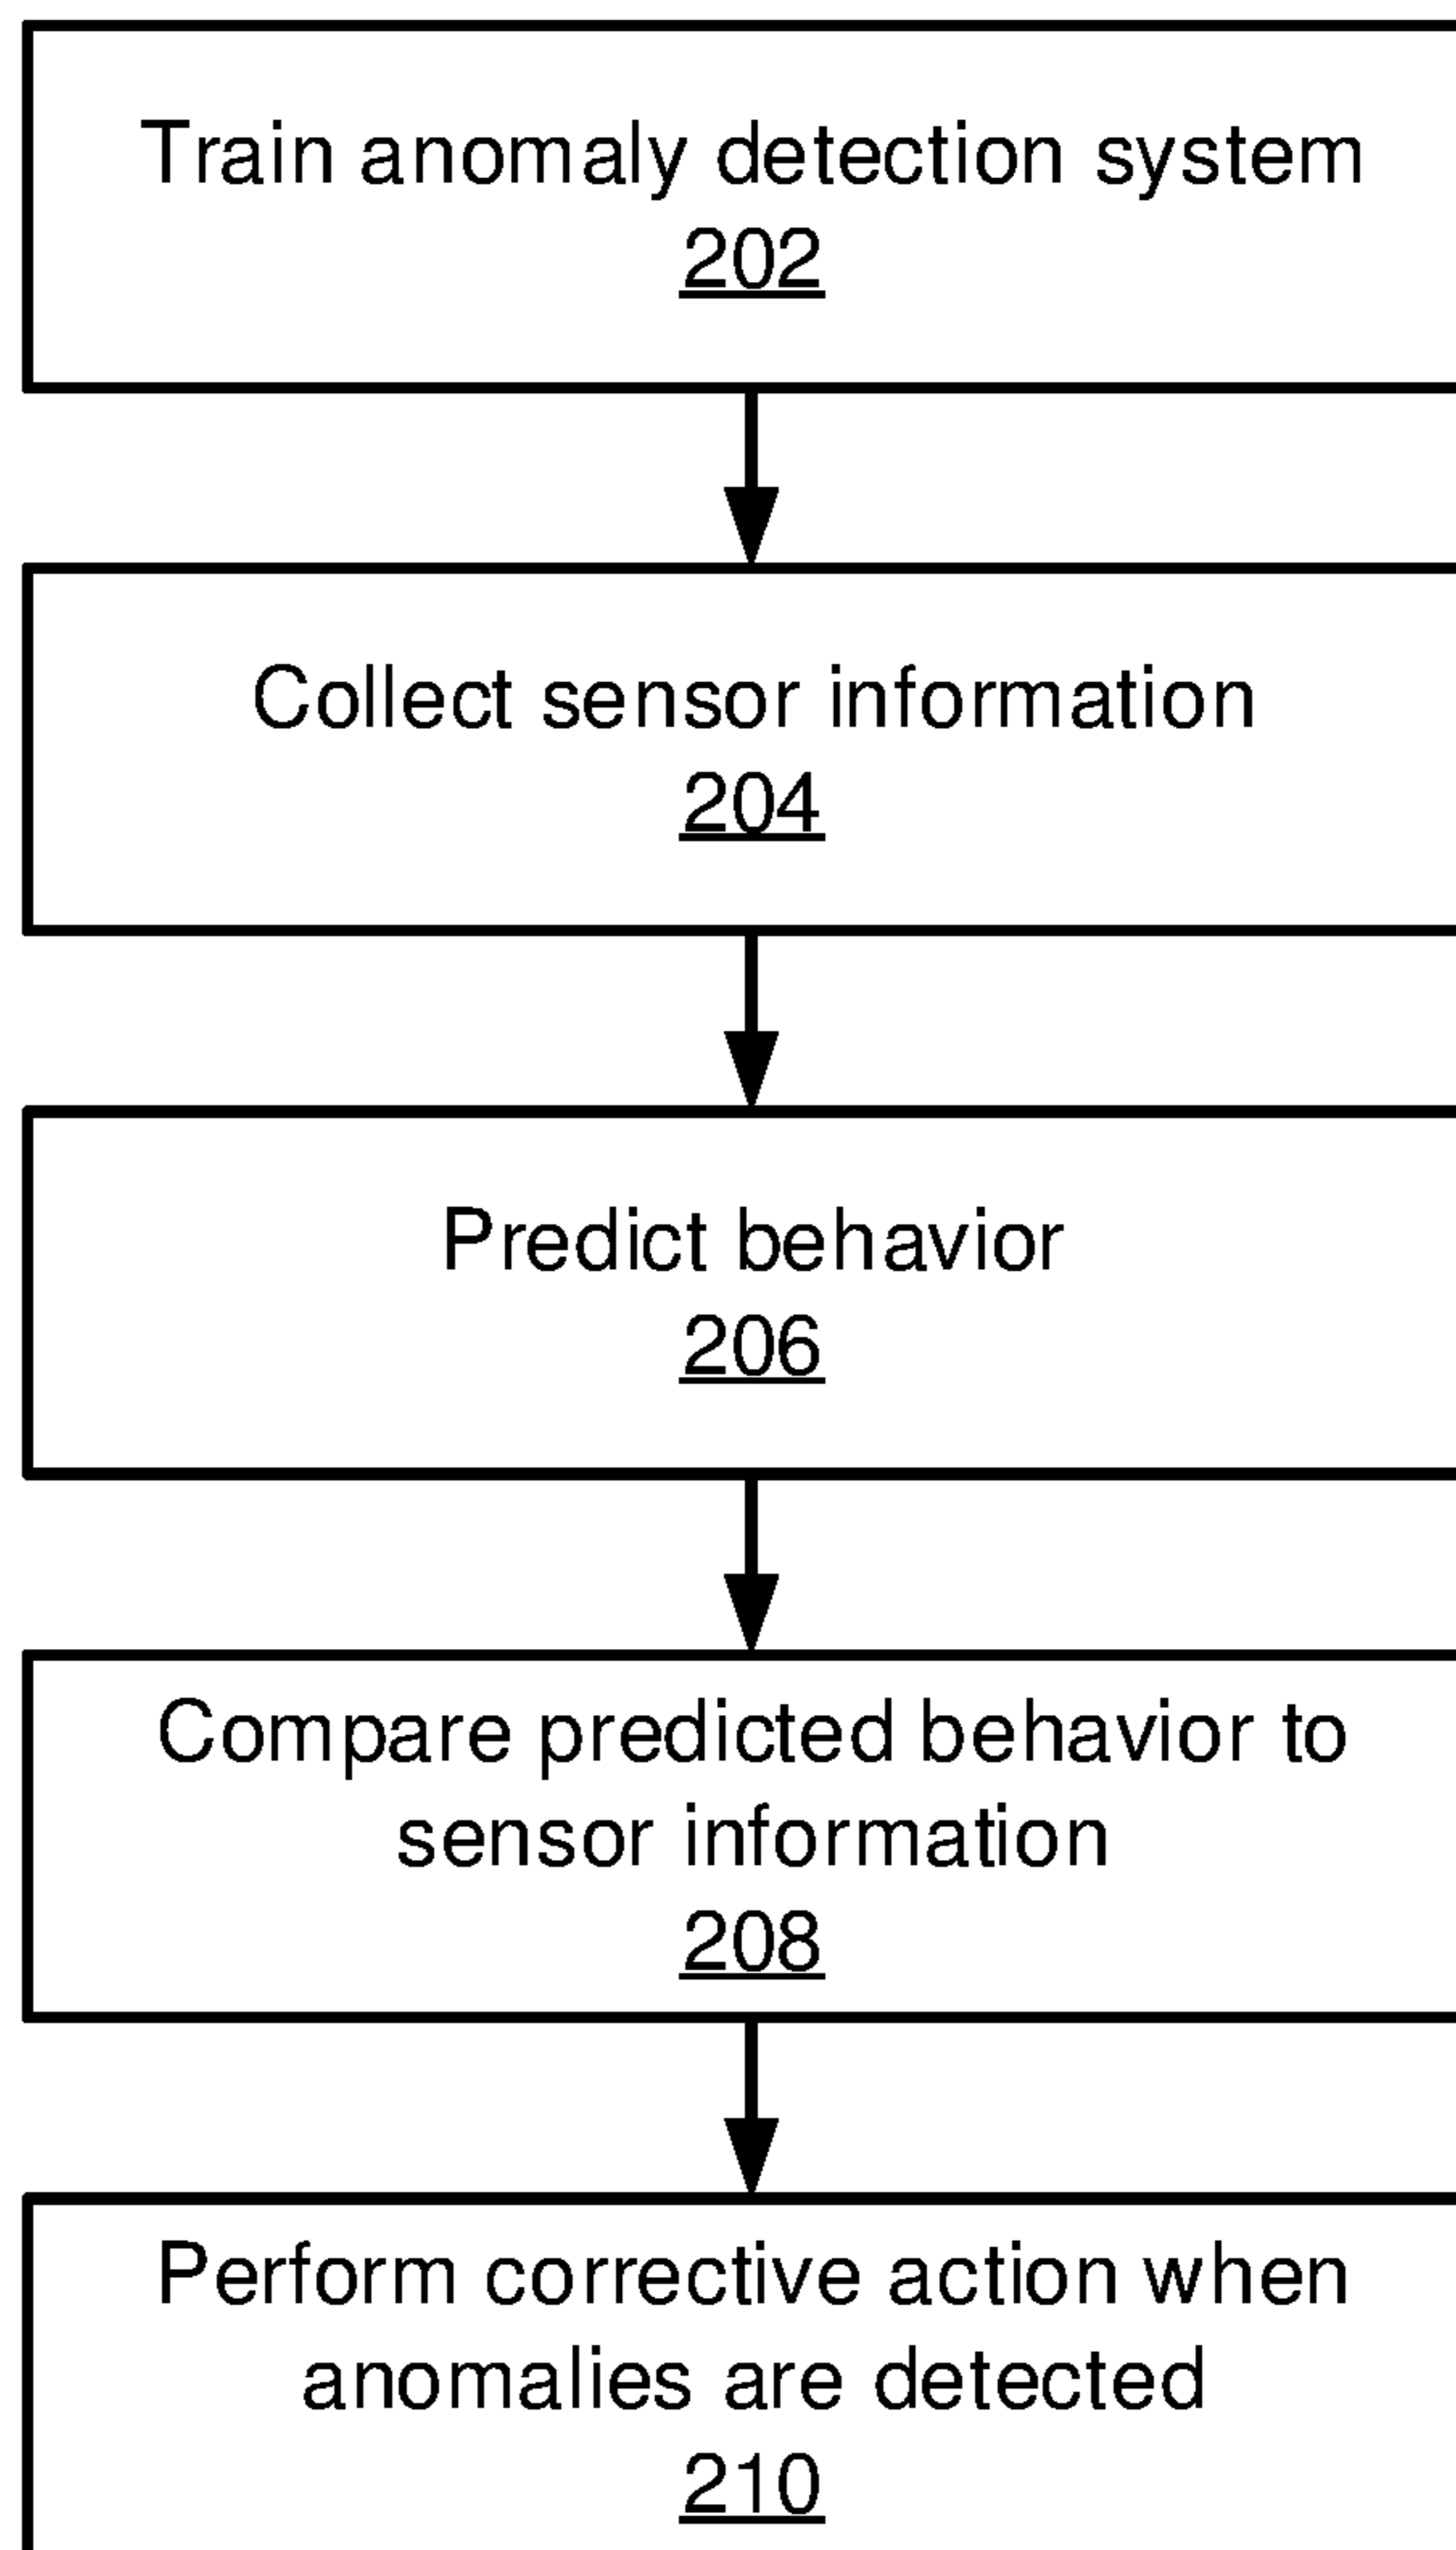 Train anomaly detection system
202
Collect sensor information
204
Predict behavior
206
Compare predicted behavior to
sensor information
208
Perform corrective action when
anomalies are detected
210